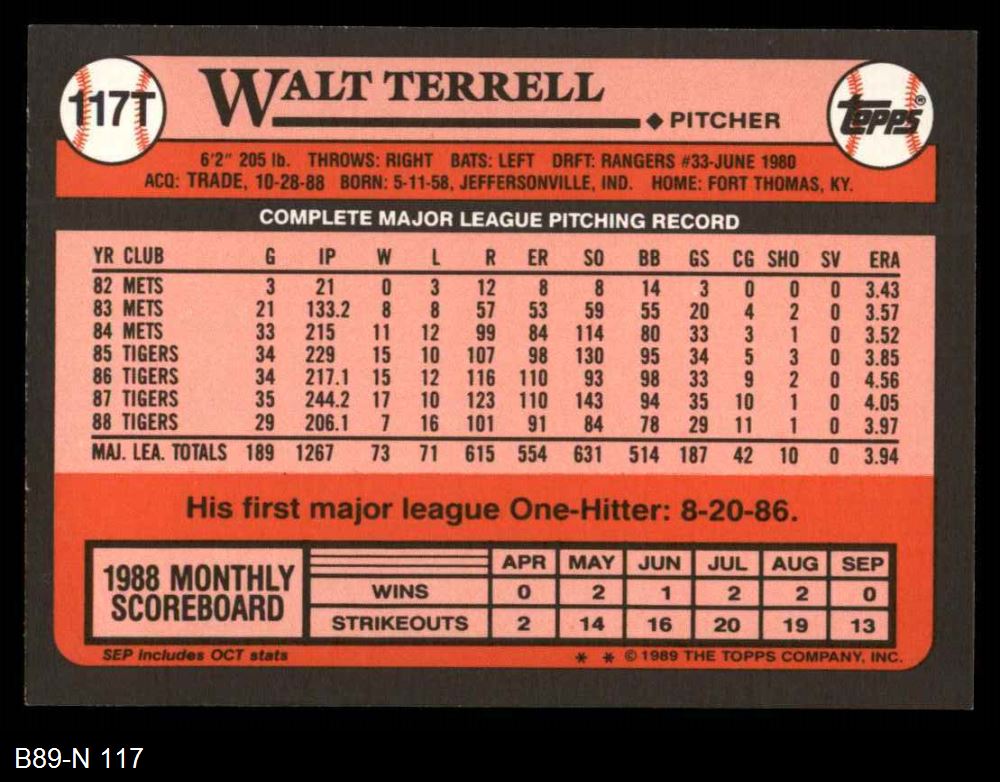 117T
WALT TERRELL
◆ PITCHER
Topps®
6'2" 205 lb. THROWS: RIGHT BATS: LEFT DRFT: RANGERS #33-JUNE 1980
ACQ: TRADE, 10-28-88 BORN: 5-11-58, JEFFERSONVILLE, IND. HOME: FORT THOMAS, KY.
COMPLETE MAJOR LEAGUE PITCHING RECORD
YR CLUB G IP W L R ER SO BB GS CG SHO SV ERA
82 METS 3 21 0 3 12 8 8 14 3 0 0 0 3.43
83 METS 21 133.2 8 8 57 53 59 55 20 4 2 0 3.57
84 METS 33 215 11 12 99 84 114 80 33 3 1 0 3.52
85 TIGERS 34 229 15 10 107 98 130 95 34 5 3 0 3.85
86 TIGERS 34 217.1 15 12 116 110 93 98 33 9 2 0 4.56
87 TIGERS 35 244.2 17 10 123 110 143 94 35 10 1 0 4.05
88 TIGERS 29 206.1 7 16 101 91 84 78 29 11 1 0 3.97
MAJ. LEA. TOTALS 189 1267 73 71 615 554 631 514 187 42 10 0 3.94
His first major league One-Hitter: 8-20-86.
1988 MONTHLY
SCOREBOARD
APR MAY JUN JUL AUG SEP
WINS 0 2 1 2 2 0
STRIKEOUTS 2 14 16 20 19 13
SEP includes OCT stats
* * © 1989 THE TOPPS COMPANY, INC.
B89-N 117